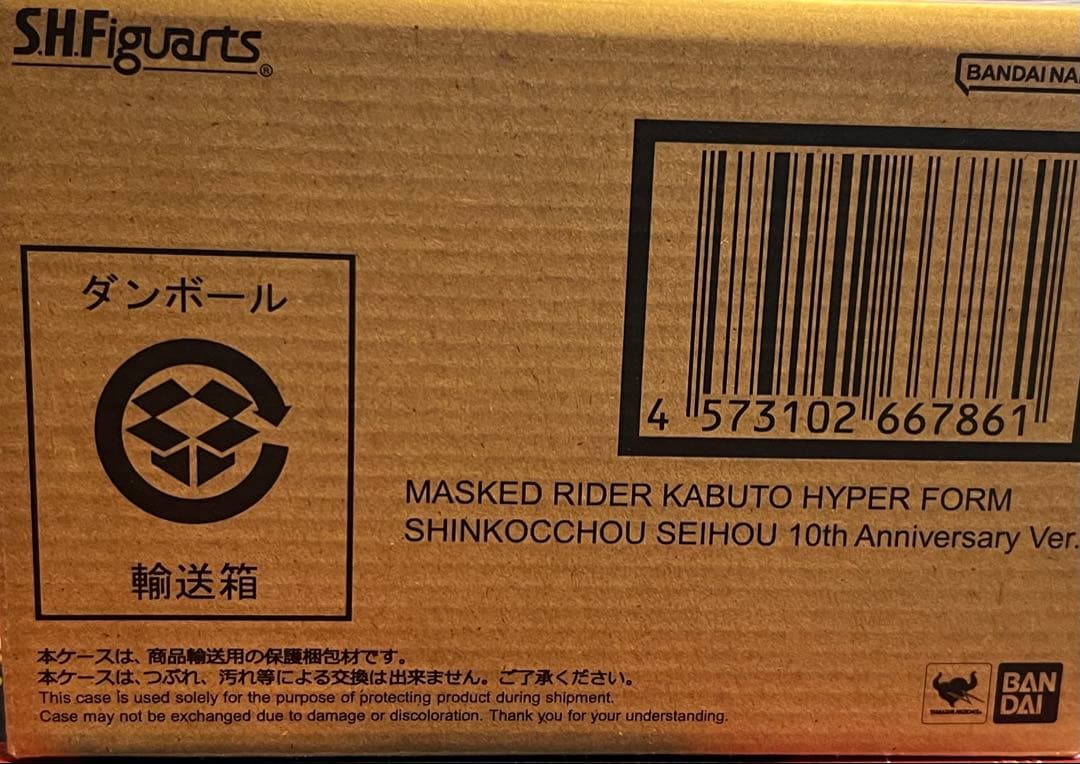 S.H.Figuarts®
BANDAI NA
ダンボール
輸送箱
4 573102 667861
MASKED RIDER KABUTO HYPER FORM
SHINKOCCHOU SEIHOU 10th Anniversary Ver.
本ケースは、商品輸送用の保護梱包材です。
本ケースは、つぶれ、汚れ等による交換は出来ません。ご了承ください。
This case is used solely for the purpose of protecting product during shipment.
Case may not be exchanged due to damage or discoloration. Thank you for your understanding.
BAN
DAI